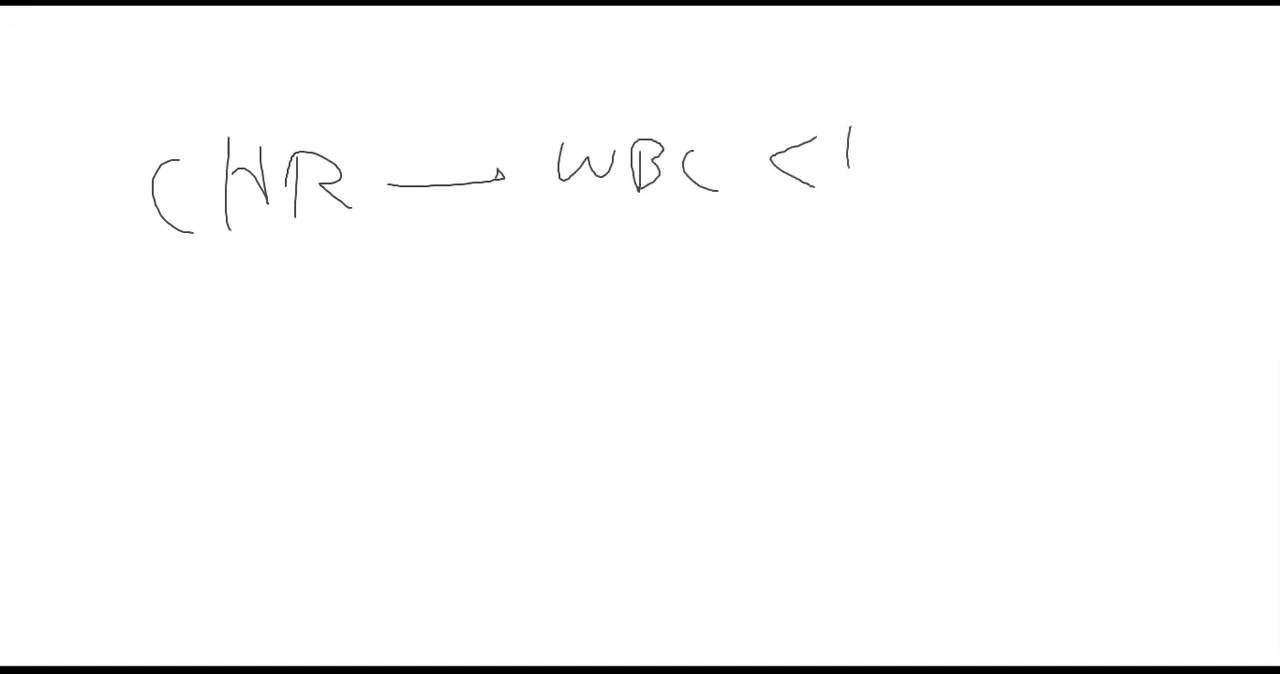 CHR → WBC < 1